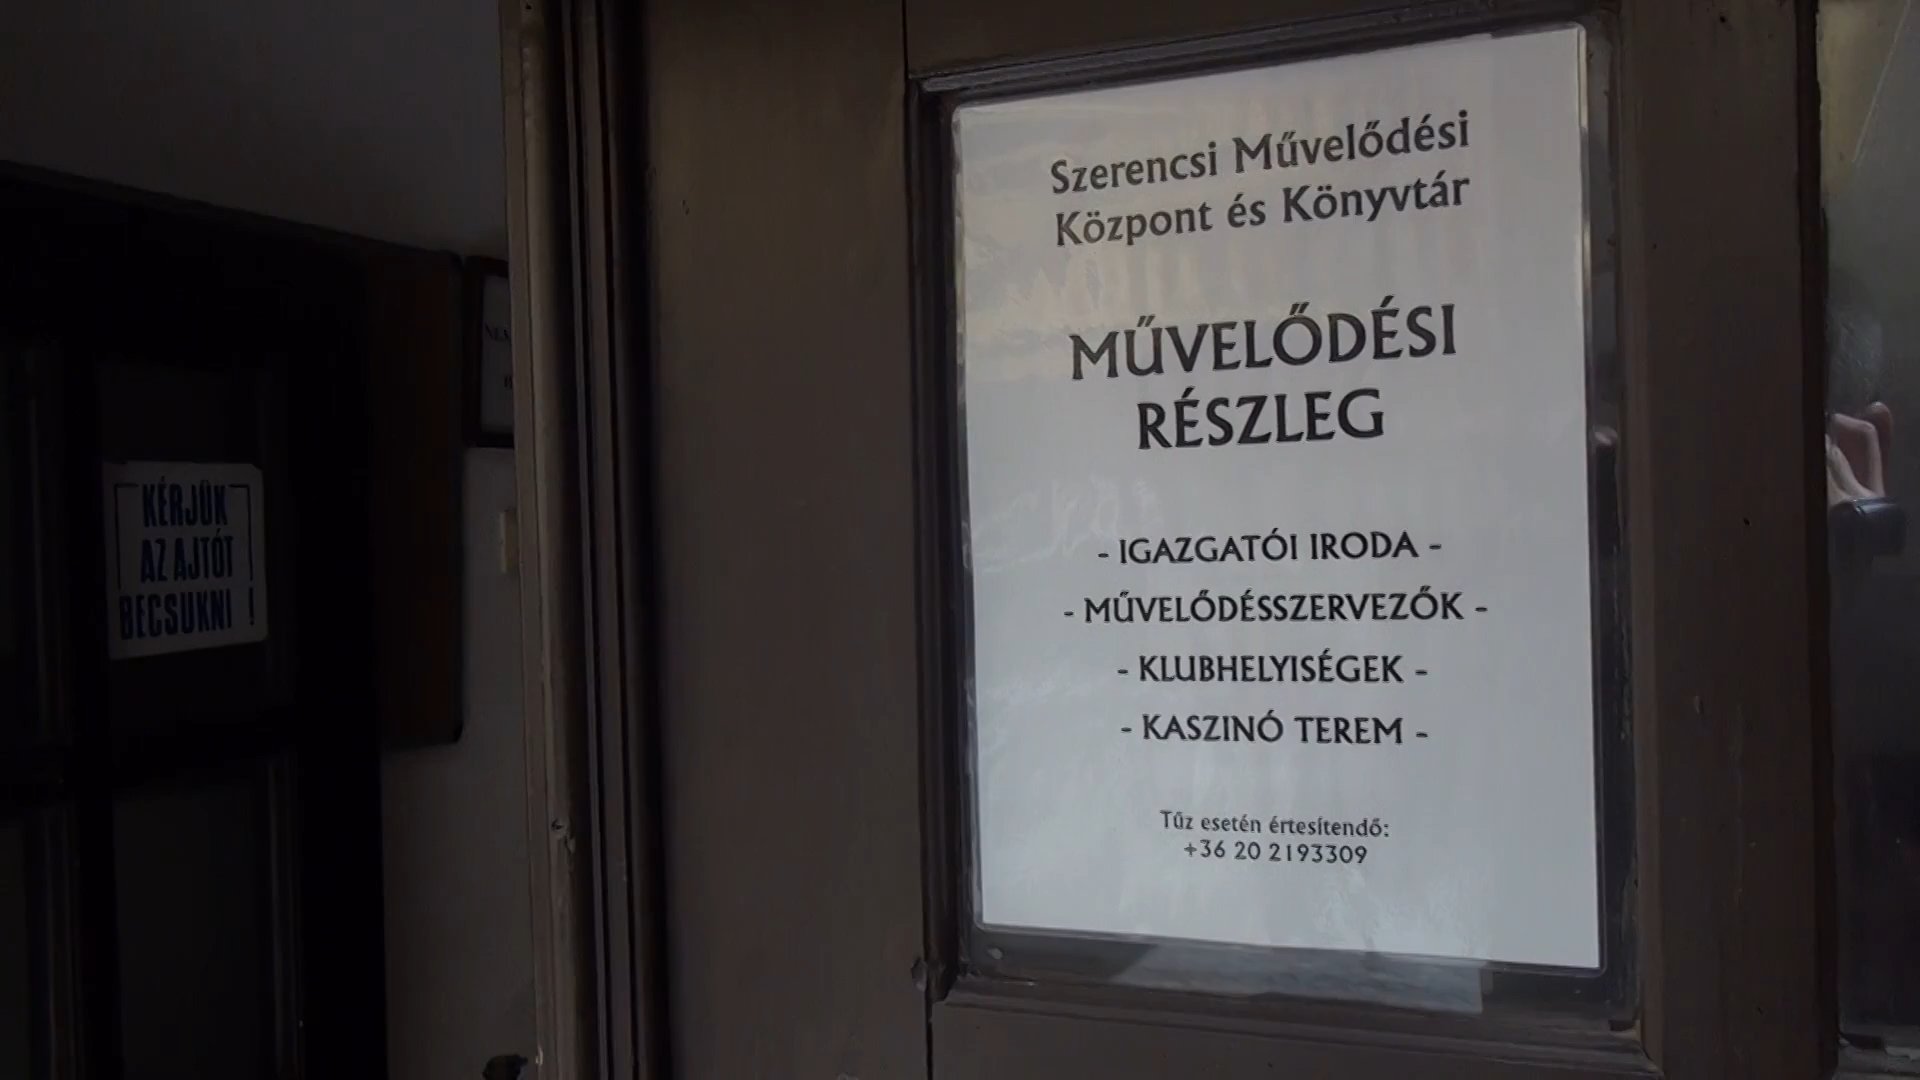 KÉRJÜK
AZ AJTÓT
BECSUKNI !
Szerencsi Művelődési
Központ és Könyvtár
MŰVELŐDÉSI
RÉSZLEG
- IGAZGATÓI IRODA -
- MŰVELŐDÉSSZERVEZŐK -
- KLUBHELYISÉGEK -
- KASZINÓ TEREM -
Tűz esetén értesítendő:
+36 20 2193309